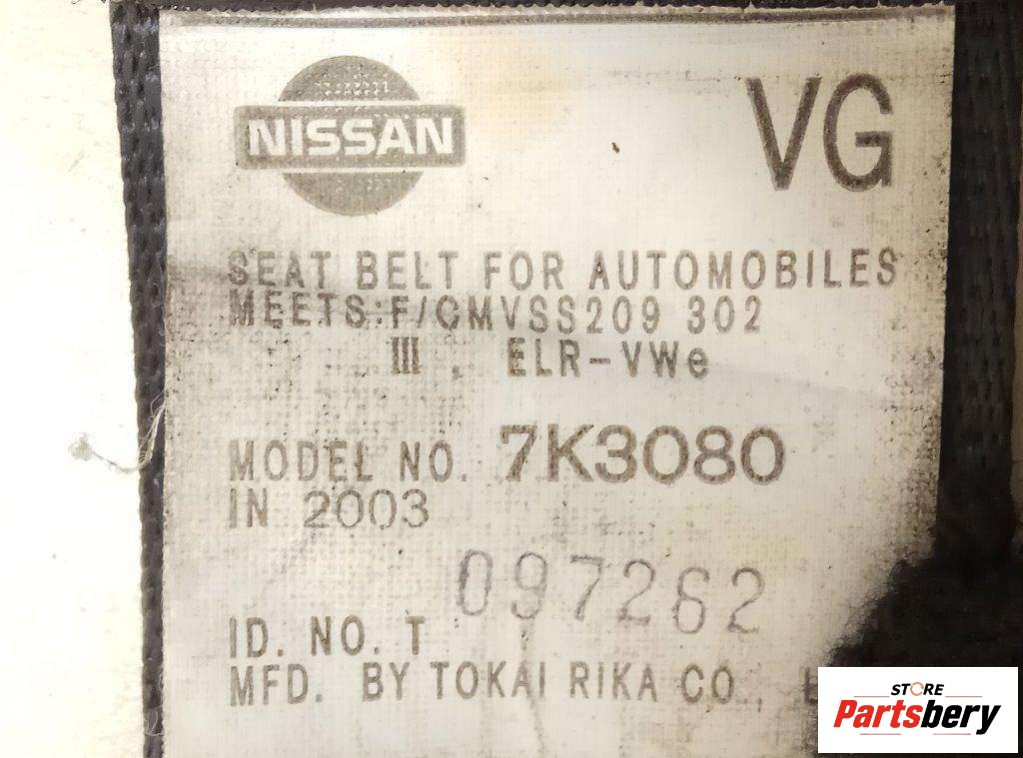 NISSAN
VG
SEAT BELT FOR AUTOMOBILES
MEETS:F/CMVSS209 302
III, ELR-VWe
MODEL NO. 7K3080
IN 2003
097262
ID. NO. T
MFD. BY TOKAI RIKA CO.,
STORE
Partsbery